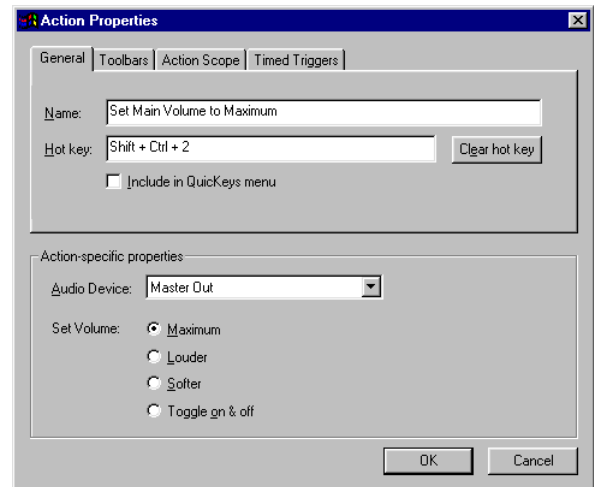 Action Properties
General Toolbars Action Scope Timed Triggers
Name: Set Main Volume to Maximum
Hot key: Shift + Ctrl + 2 Clear hot key
Include in QuicKeys menu
Action-specific properties
Audio Device: Master Out
Set Volume: Maximum
Louder
Softer
Toggle on & off
OK Cancel